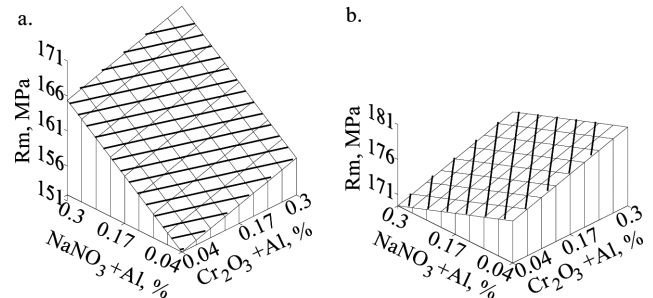 a.
171
166
161
156
151
Rm, MPa
0.3
0.17
0.04
NaNO3+Al, %
0.04
0.17
0.3
Cr2O3+Al, %
b.
181
176
171
Rm, MPa
0.3
0.17
0.04
NaNO3+Al, %
0.04
0.17
0.3
Cr2O3+Al, %